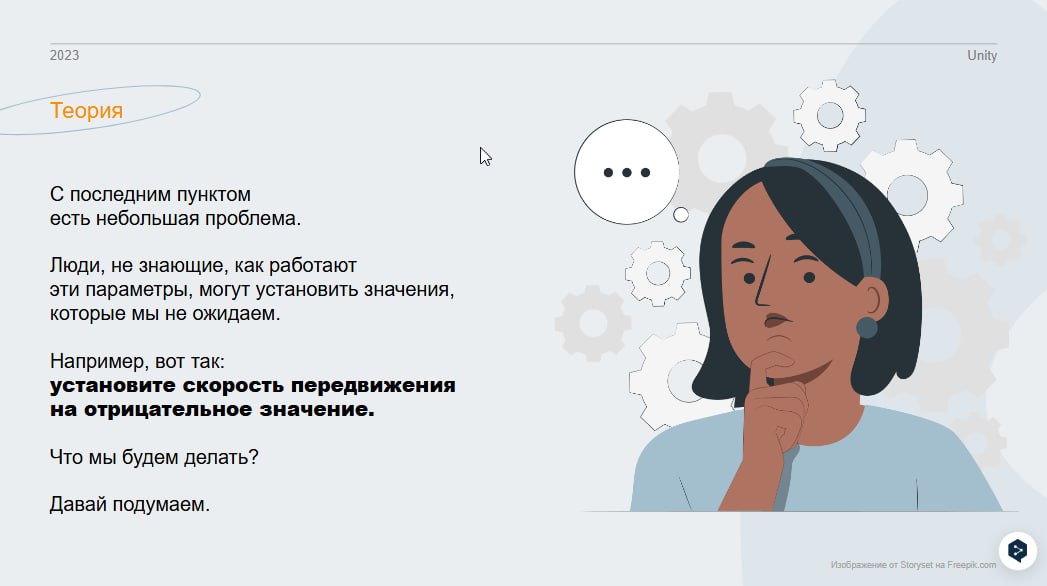 2023
Unity
Теория
С последним пунктом
есть небольшая проблема.
Люди, не знающие, как работают
эти параметры, могут установить значения,
которые мы не ожидаем.
Например, вот так:
установите скорость передвижения
на отрицательное значение.
Что мы будем делать?
Давай подумаем.
Изображение от Storyset на Freepik.com